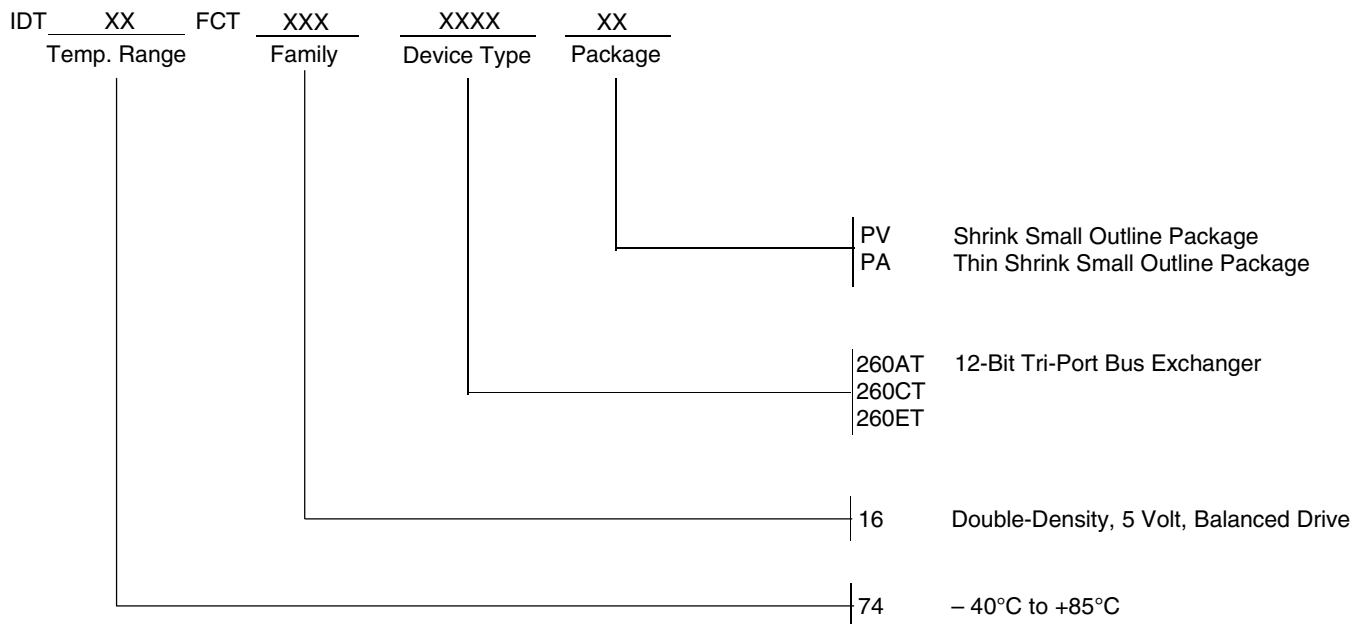 IDT XX FCT XXX XXXX XX
Temp. Range Family Device Type Package
PV Shrink Small Outline Package
PA Thin Shrink Small Outline Package
260AT 12-Bit Tri-Port Bus Exchanger
260CT
260ET
16 Double-Density, 5 Volt, Balanced Drive
74 – 40°C to +85°C